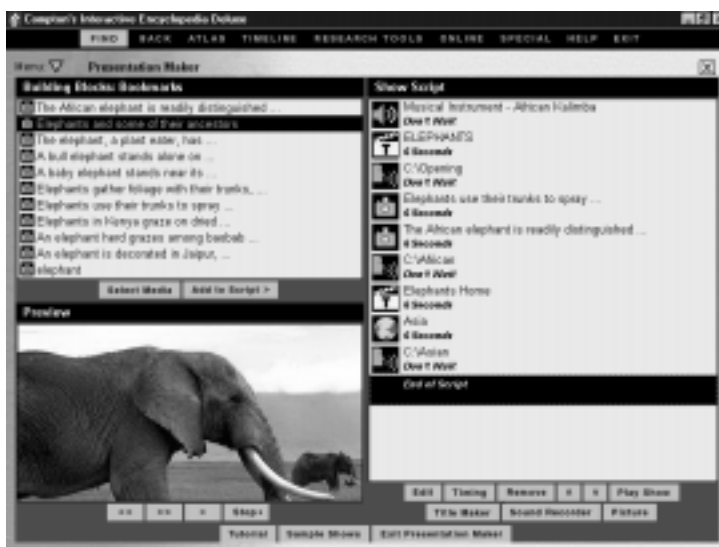 Compton's Interactive Encyclopedia Deluxe
FIND BACK ATLAS TIMELINE RESEARCH TOOLS ONLINE SPECIAL HELP EXIT
Menu Presentation Maker
Building Blocks: Bookmarks
The African elephant is readily distinguished ...
Elephants and some of their ancestors
The elephant, a plant eater, has ...
A bull elephant stands alone on ...
A baby elephant stands near its ...
Elephants gather foliage with their trunks, ...
Elephants use their trunks to spray ...
Elephants in Kenya graze on dried ...
An elephant herd grazes among baobab ...
An elephant is decorated in Jaipur, ...
elephant
Select Media Add to Script >
Preview
Stop
Show Script
Musical Instrument - African Kalimba
Don't Wait
ELEPHANTS
6 Seconds
C:\Opening
Don't Wait
Elephants use their trunks to spray ...
6 Seconds
The African elephant is readily distinguished ...
6 Seconds
C:\African
Don't Wait
Elephants Home
6 Seconds
Asia
6 Seconds
C:\Asian
Don't Wait
End of Script
Edit Timing Remove Play Show
Title Maker Sound Recorder Picture
Tutorial Sample Shows Exit Presentation Maker